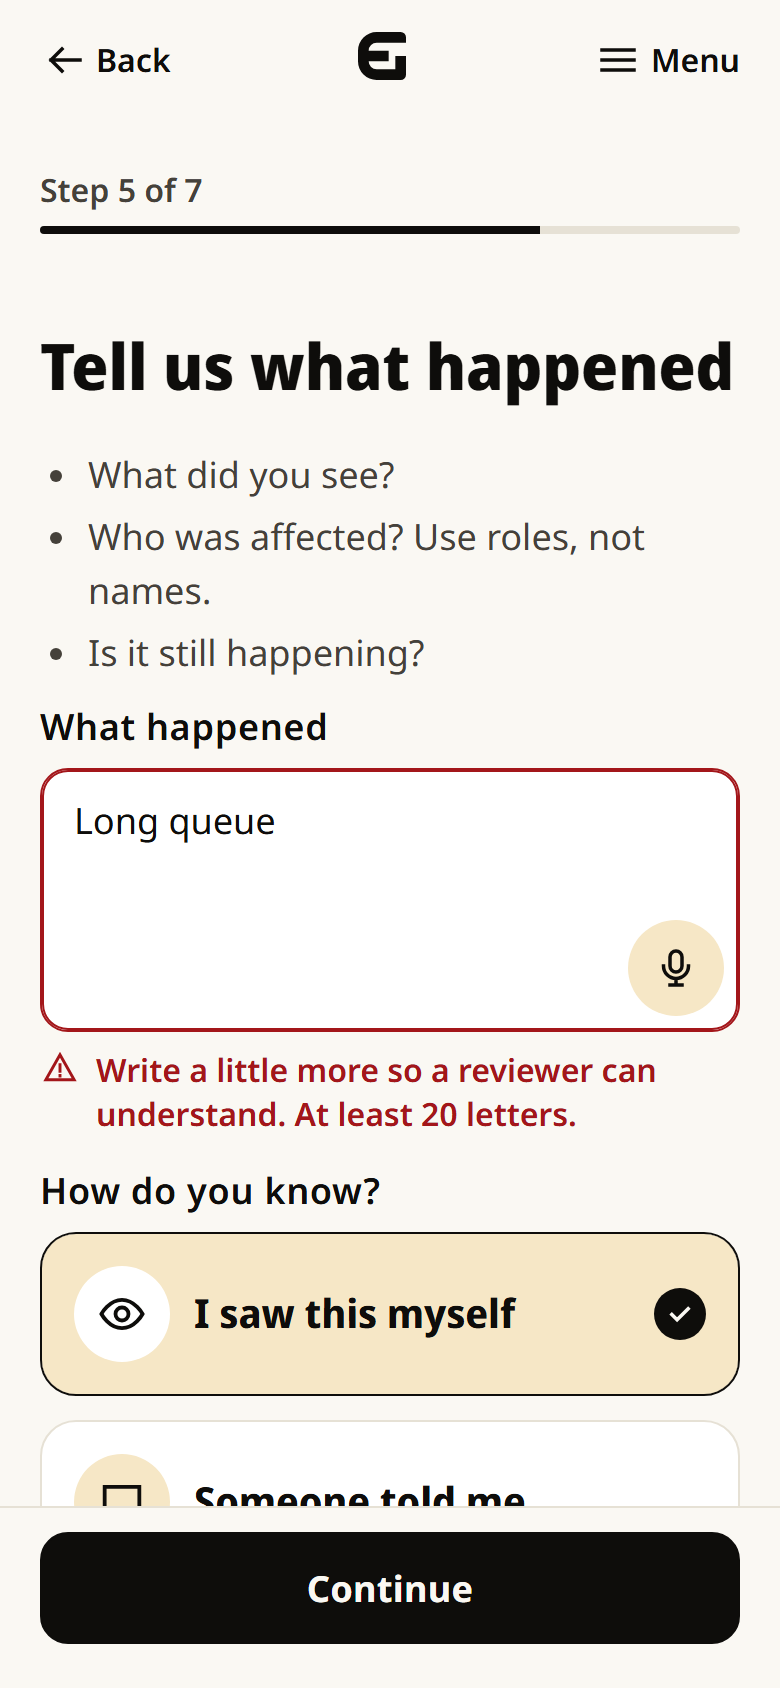 Back
Menu
Step 5 of 7
Tell us what happened
What did you see?
Who was affected? Use roles, not
names.
Is it still happening?
What happened
Long queue
Write a little more so a reviewer can
understand. At least 20 letters.
How do you know?
I saw this myself
Someone told me
Continue